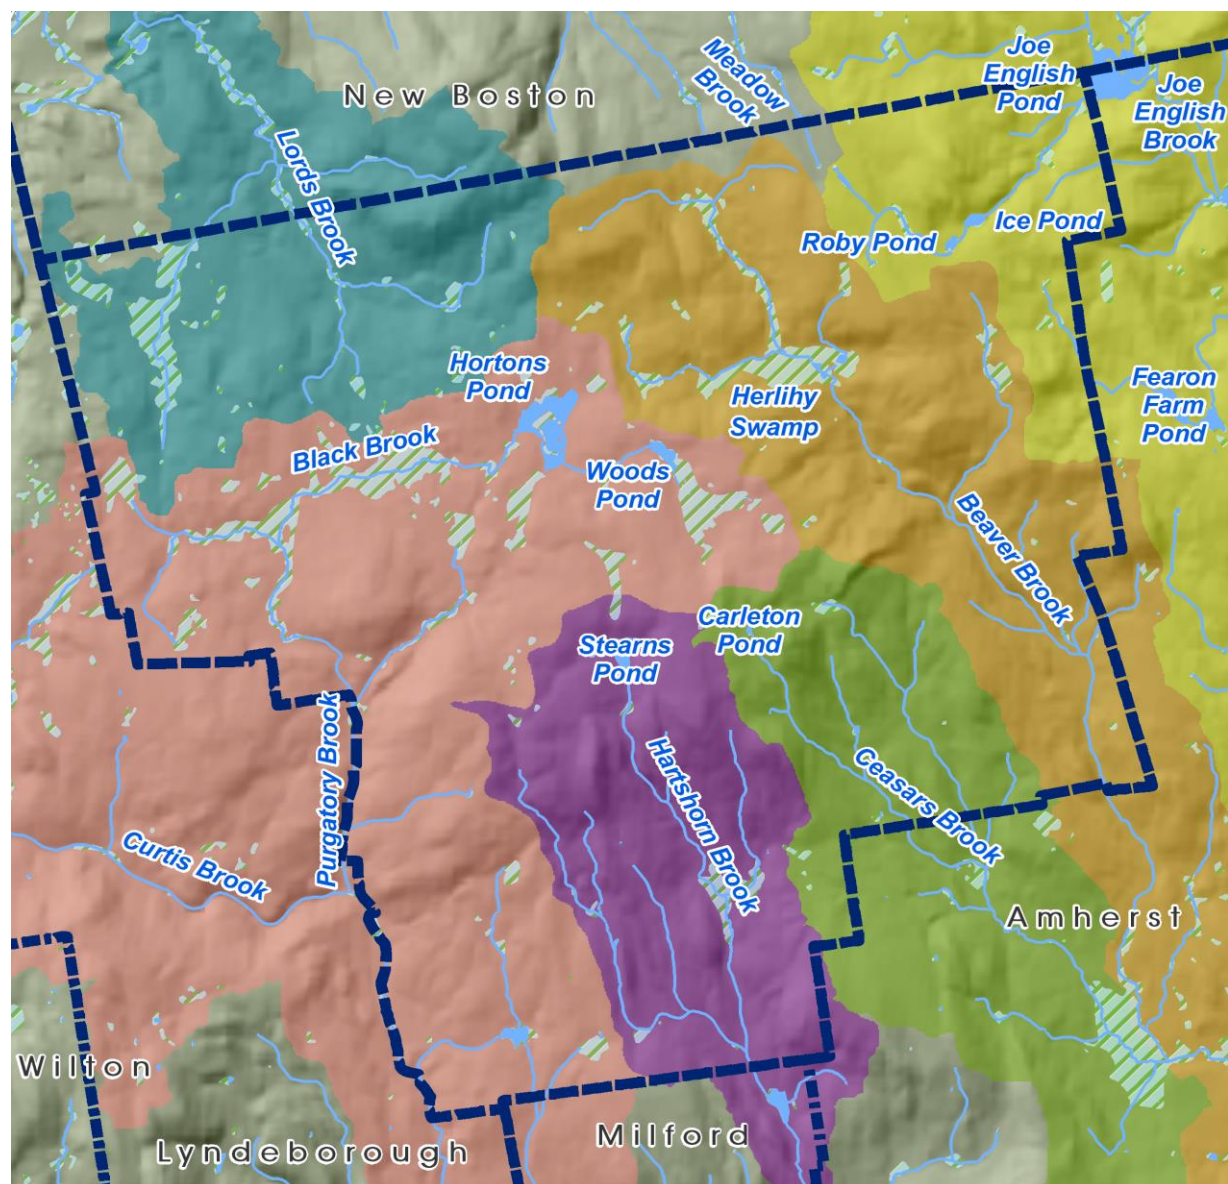 New Boston
Meadow
Brook
Joe
English
Pond
Joe
English
Brook
Lords Brook
Roby Pond
Ice Pond
Hortons
Pond
Herlihy
Swamp
Fearon
Farm
Pond
Black Brook
Woods
Pond
Beaver Brook
Carleton
Pond
Stearns
Pond
Purgatory Brook
Hartshorn Brook
Ceasars Brook
Curtis Brook
Amherst
Wilton
Lyndeborough
Milford